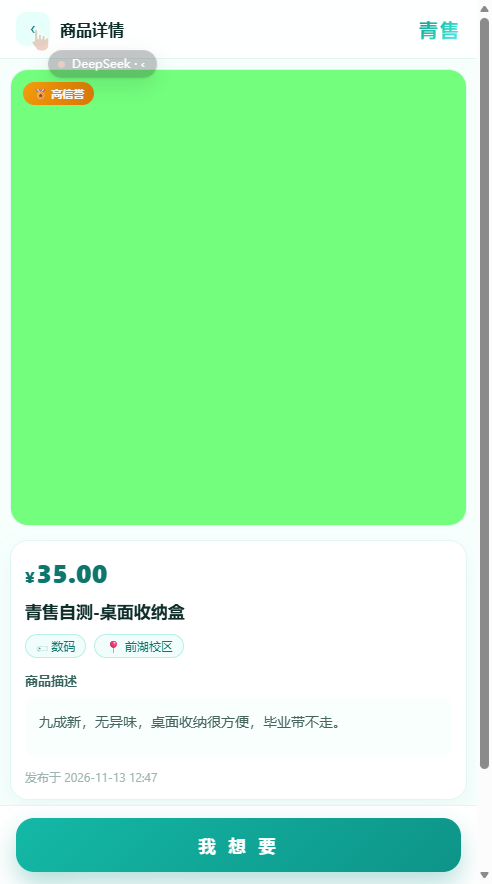 ‹ 商品详情 青售
DeepSeek · ‹
高信誉
¥35.00
青售自测-桌面收纳盒
数码 前湖校区
商品描述
九成新，无异味，桌面收纳很方便，毕业带不走。
发布于 2026-11-13 12:47
我想要